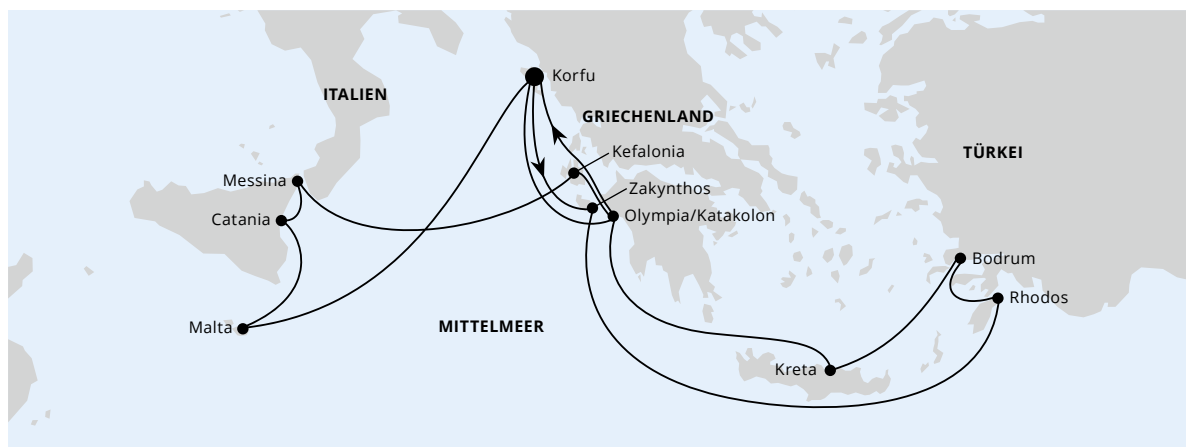 Korfu
ITALIEN
GRIECHENLAND
Kefalonia
TÜRKEI
Messina
Zakynthos
Catania
Olympia/Katakolon
Bodrum
Rhodos
Malta
MITTELMEER
Kreta